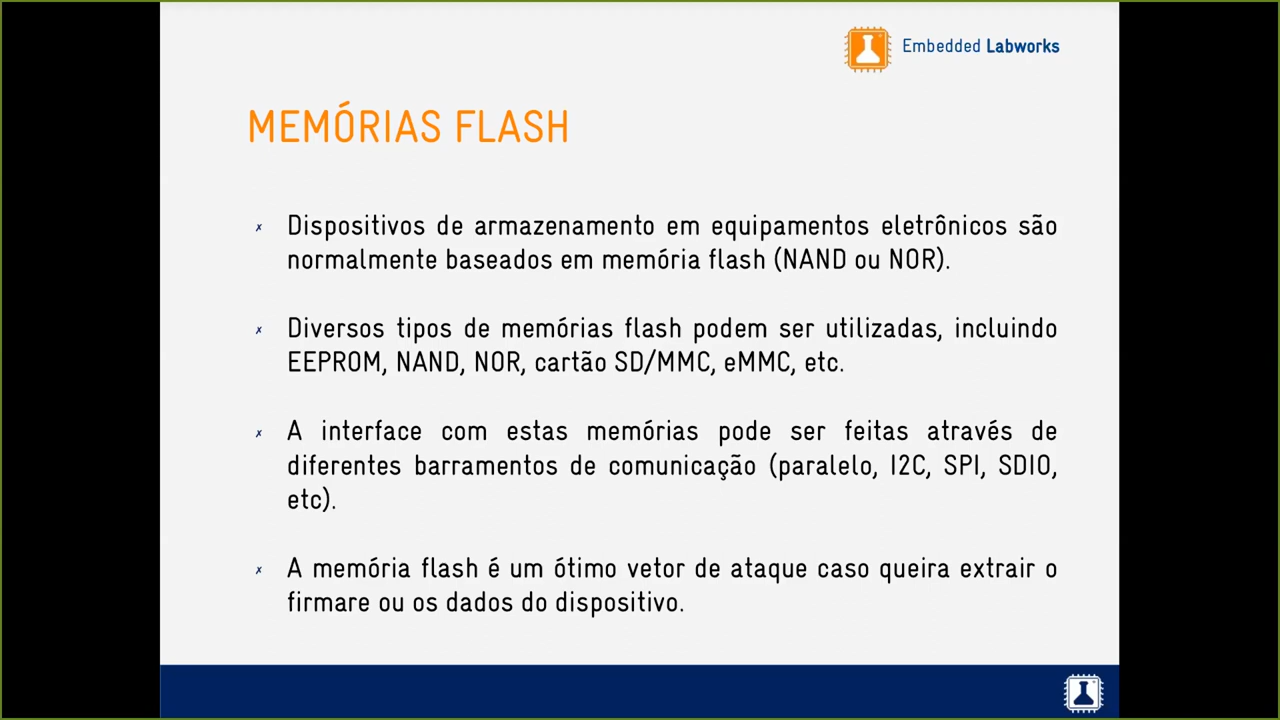 Embedded Labworks
MEMÓRIAS FLASH
✗ Dispositivos de armazenamento em equipamentos eletrônicos são
normalmente baseados em memória flash (NAND ou NOR).
✗ Diversos tipos de memórias flash podem ser utilizadas, incluindo
EEPROM, NAND, NOR, cartão SD/MMC, eMMC, etc.
✗ A interface com estas memórias pode ser feitas através de
diferentes barramentos de comunicação (paralelo, I2C, SPI, SDIO,
etc).
✗ A memória flash é um ótimo vetor de ataque caso queira extrair o
firmare ou os dados do dispositivo.